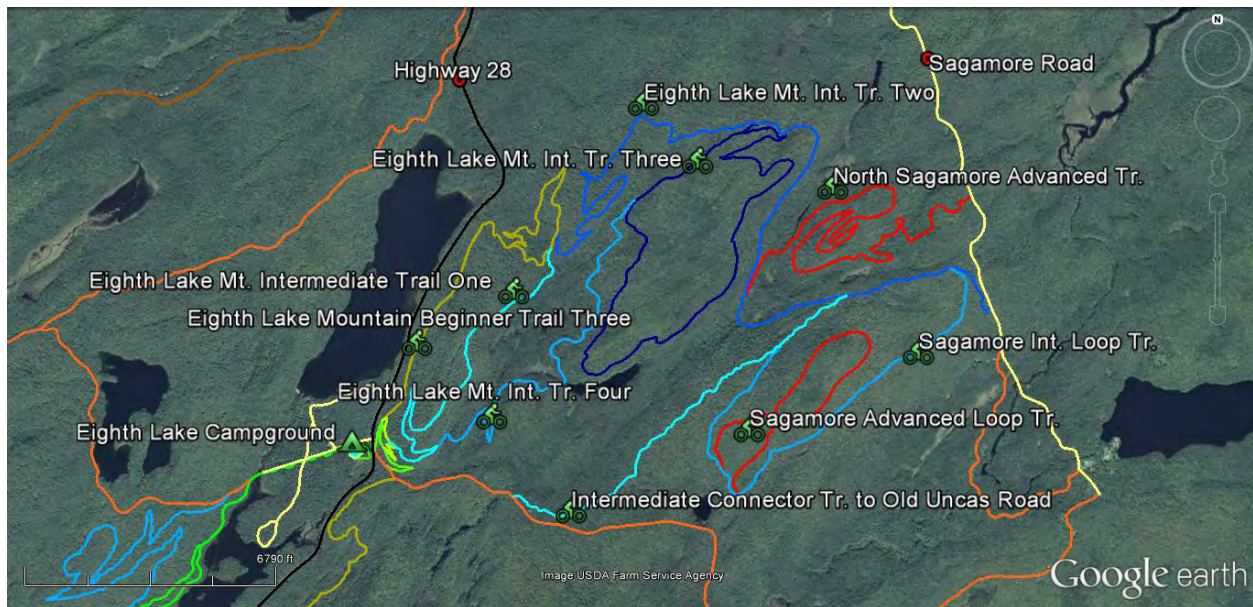 N
Sagamore Road
Highway 28
Eighth Lake Mt. Int. Tr. Two
Eighth Lake Mt. Int. Tr. Three
North Sagamore Advanced Tr.
Eighth Lake Mt. Intermediate Trail One
Eighth Lake Mountain Beginner Trail Three
Sagamore Int. Loop Tr.
Eighth Lake Mt. Int. Tr. Four
Sagamore Advanced Loop Tr.
Eighth Lake Campground
Intermediate Connector Tr. to Old Uncas Road
6790 ft
Image USDA Farm Service Agency
Google earth